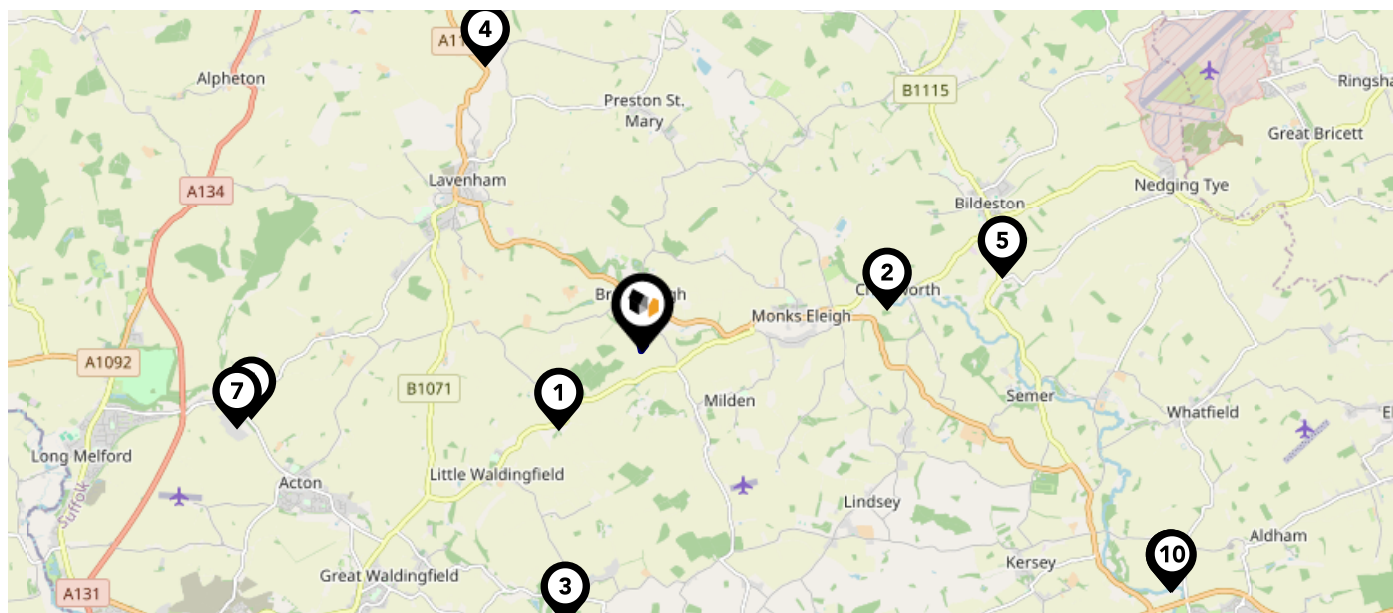 4
A11
Alpheton
Ringsha
B1115
Preston St.
Mary
Great Bricett
Lavenham
A134
Nedging Tye
Bildeston
5
2
Monks Eleigh
A1092
B1071
7
1
Milden
Semer
Whatfield
Long Melford
Little Waldingfield
Acton
Suffolk
Lindsey
Aldham
10
Kersey
Great Waldingfield
3
A131